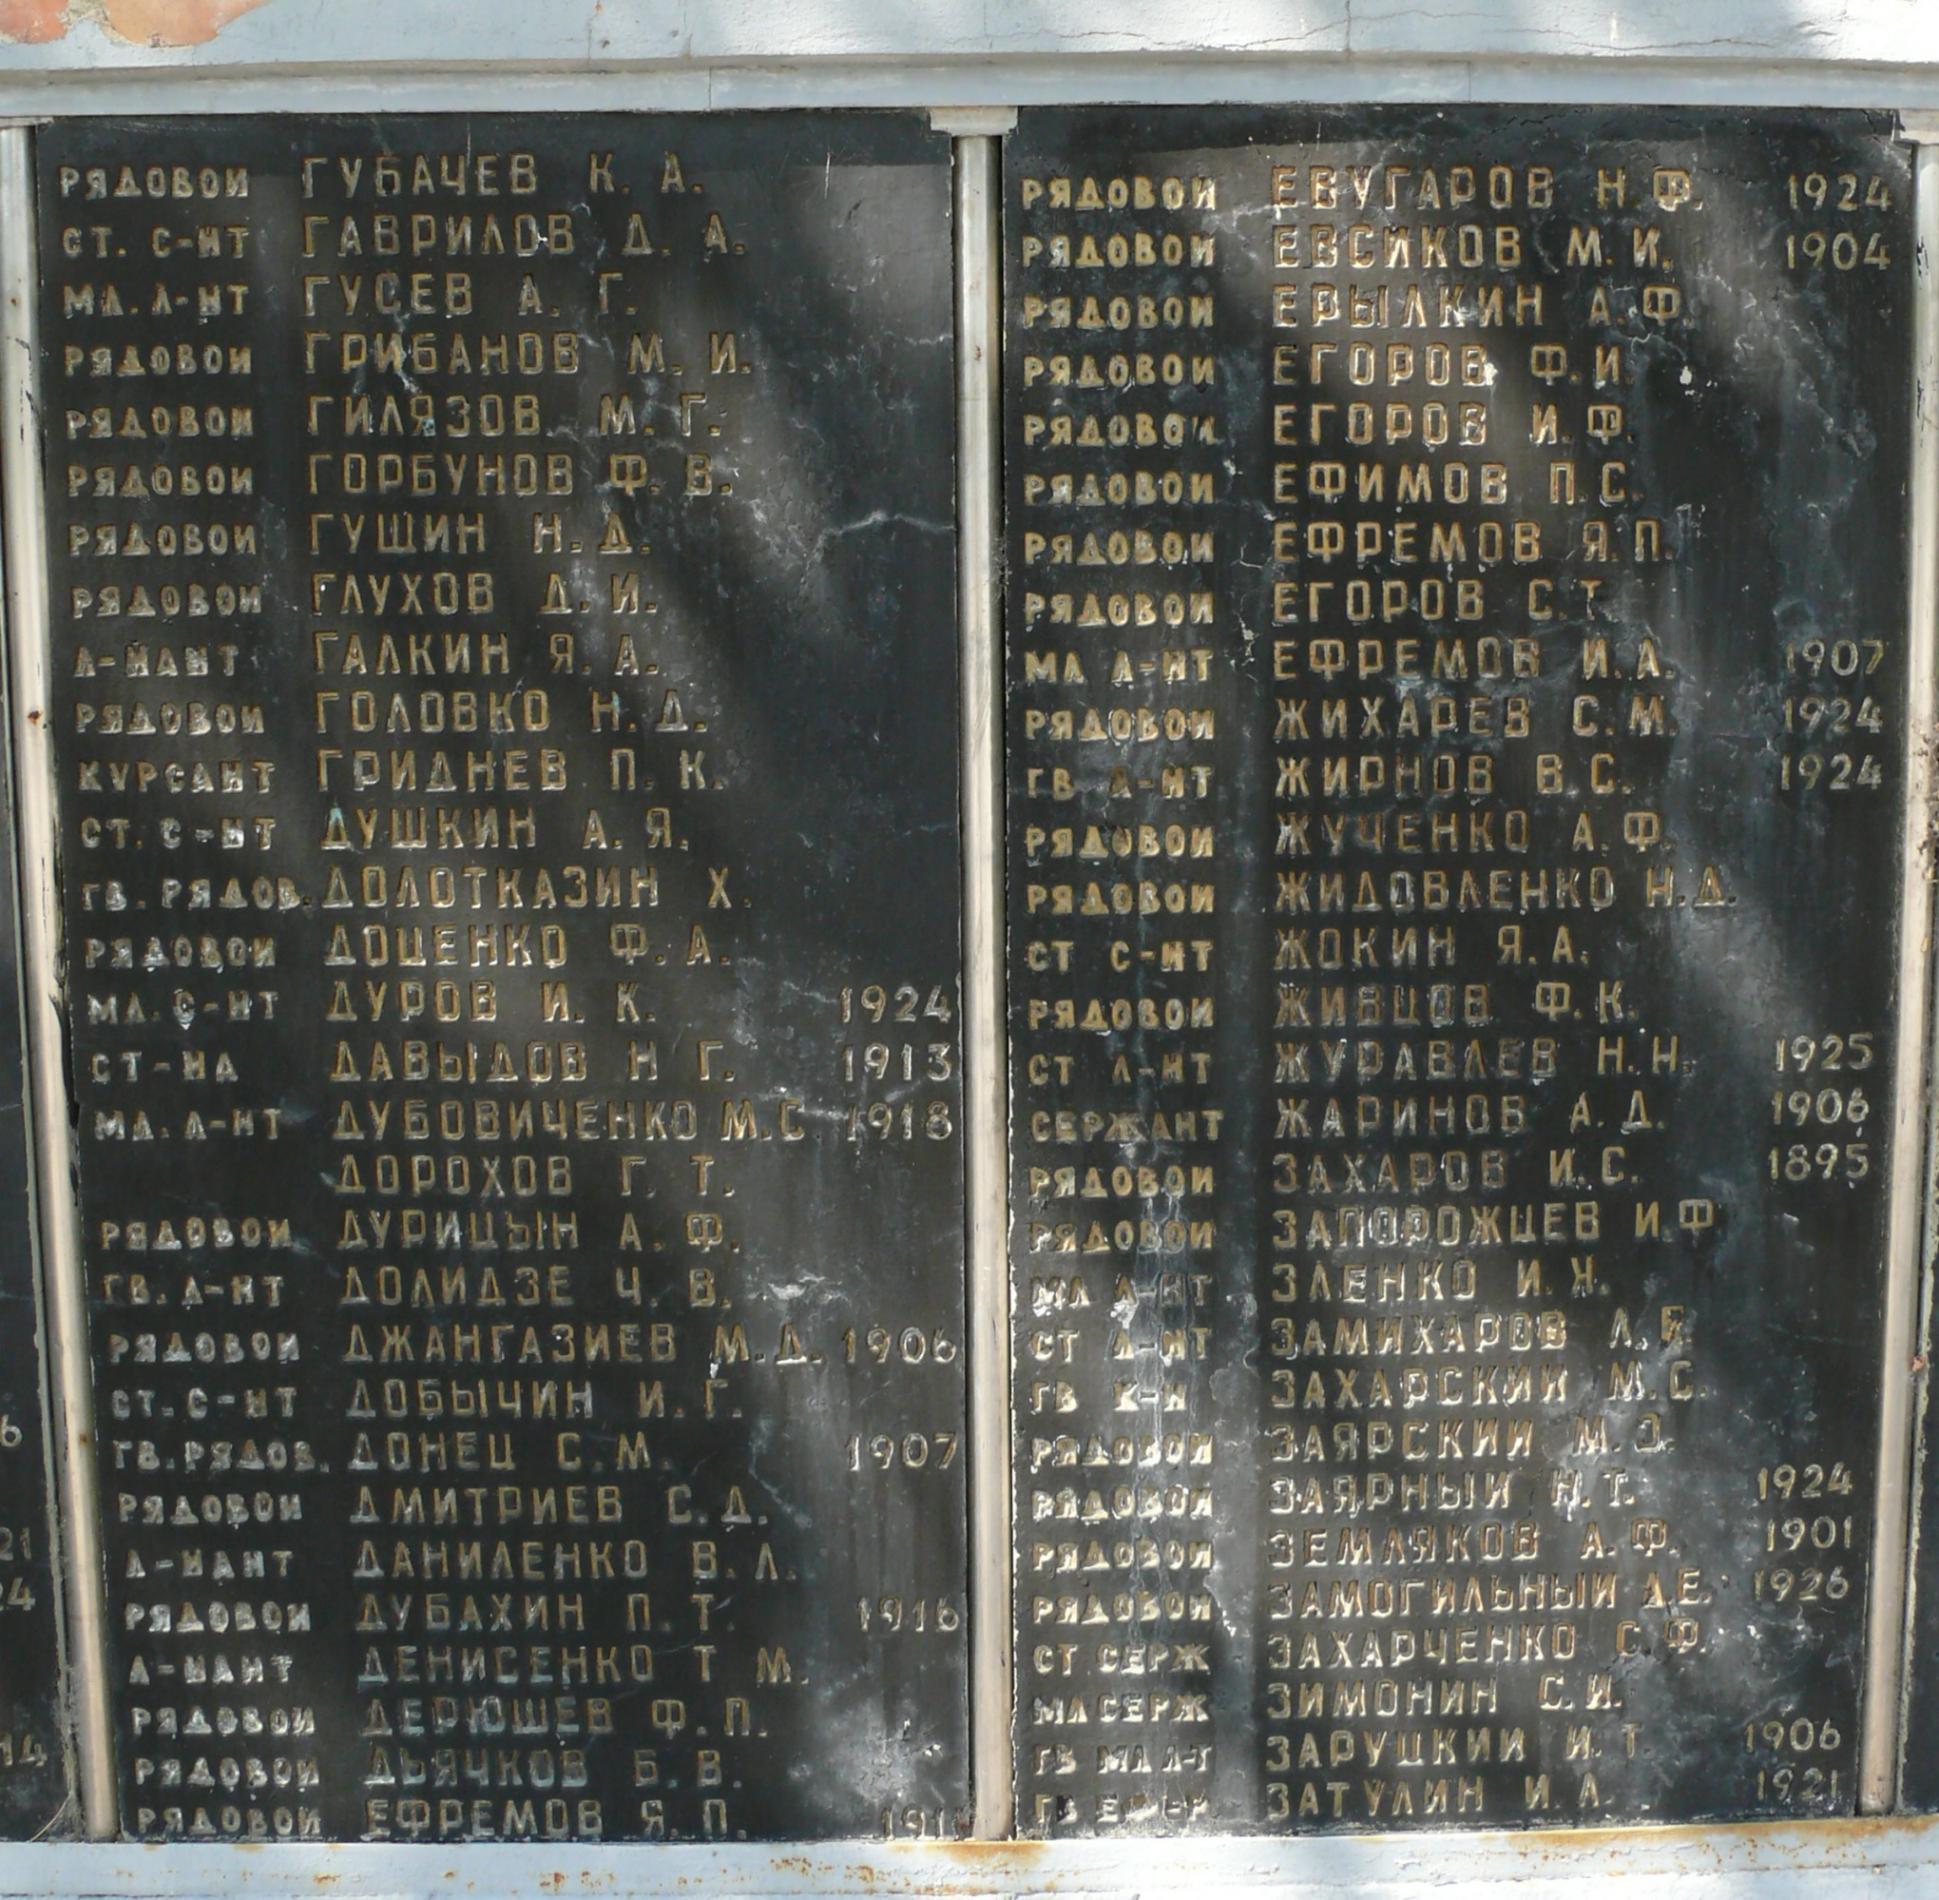 РЯДОВОЙ ГУБАЧЕВ К. А.
СТ. С-НТ ГАВРИЛОВ Д. А.
МЛ. Л-НТ ГУСЕВ А. Г.
РЯДОВОЙ ГРИБАНОВ М. И.
РЯДОВОЙ ГИЛЯЗОВ М. Г.
РЯДОВОЙ ГОРБУНОВ Ф. В.
РЯДОВОЙ ГУЩИН Н. Д.
РЯДОВОЙ ГЛУХОВ Д. И.
Л-НАНТ ГАЛКИН Я. А.
РЯДОВОЙ ГОЛОВКО Н. Д.
КУРСАНТ ГРИДНЕВ П. К.
СТ. С-НТ ДУШКИН А. Я.
ГВ. РЯДОВ. ДОЛОТКАЗИН Х.
РЯДОВОЙ ДОЦЕНКО Ф. А.
МЛ. С-НТ ДУРОВ И. К. 1924
СТ-НА ДАВЫДОВ Н Г. 1913
МЛ. Л-НТ ДУБОВИЧЕНКО М.С 1918
ДОРОХОВ Г. Т.
РЯДОВОЙ ДУРИЦЫН А. Ф.
ГВ. Л-НТ ДОЛИДЗЕ Ч. В.
РЯДОВОЙ ДЖАНГАЗИЕВ М. Д. 1906
СТ. С-НТ ДОБЫЧИН И. Г.
ГВ. РЯДОВ. ДОНЕЦ С. М. 1907
РЯДОВОЙ ДМИТРИЕВ С. Д.
Л-НАНТ ДАНИЛЕНКО В. Л.
РЯДОВОЙ ДУБАХИН П. Т. 1916
Л-НАНТ ДЕНИСЕНКО Т М.
РЯДОВОЙ ДЕРЮШЕВ Ф. П.
РЯДОВОЙ ДЬЯЧКОВ Б. В.
РЯДОВОЙ ЕФРЕМОВ Я. П.
РЯДОВОЙ ЕВУГАРОВ Н. Ф. 1924
РЯДОВОЙ ЕВСИКОВ М. И. 1904
РЯДОВОЙ ЕРЫЛКИН А. Ф.
РЯДОВОЙ ЕГОРОВ Ф. И.
РЯДОВОЙ ЕГОРОВ И. Ф.
РЯДОВОЙ ЕФИМОВ П. С.
РЯДОВОЙ ЕФРЕМОВ Я. П.
РЯДОВОЙ ЕГОРОВ С. Т
МЛ Л-НТ ЕФРЕМОВ И. А. 1907
РЯДОВОЙ ЖИХАРЕВ С. М. 1924
ГВ Л-НТ ЖИРНОВ В. С. 1924
РЯДОВОЙ ЖУЧЕНКО А. Ф.
РЯДОВОЙ ЖИДОВЛЕНКО Н. Д.
СТ С-НТ ЖОКИН Я. А.
РЯДОВОЙ ЖИВЦОВ Ф. К.
СТ Л-НТ ЖУРАВЛЕВ Н. Н. 1925
СЕРЖАНТ ЖАРИНОВ А. Д. 1906
РЯДОВОЙ ЗАХАРОВ И. С. 1895
РЯДОВОЙ ЗАПОРОЖЦЕВ И. Ф
МЛ Л-НТ ЗЛЕНКО И.
СТ Л-НТ ЗАМИХАРОВ Л.
ГВ К-Н ЗАХАРСКИЙ М. С.
РЯДОВОЙ ЗАЯРСКИЙ М. З.
РЯДОВОЙ ЗАЯРНЫЙ Н. Т. 1924
РЯДОВОЙ ЗЕМЛЯКОВ А. Ф. 1901
РЯДОВОЙ ЗАМОГИЛЬНЫЙ А.Е. 1926
СТ СЕРЖ ЗАХАРЧЕНКО С. Ф.
МЛ СЕРЖ ЗИМОНИН С. И.
ГВ МЛ Л-Т ЗАРУЦКИЙ И. Т. 1906
ГВ ЗАТУЛИН И. А. 1921